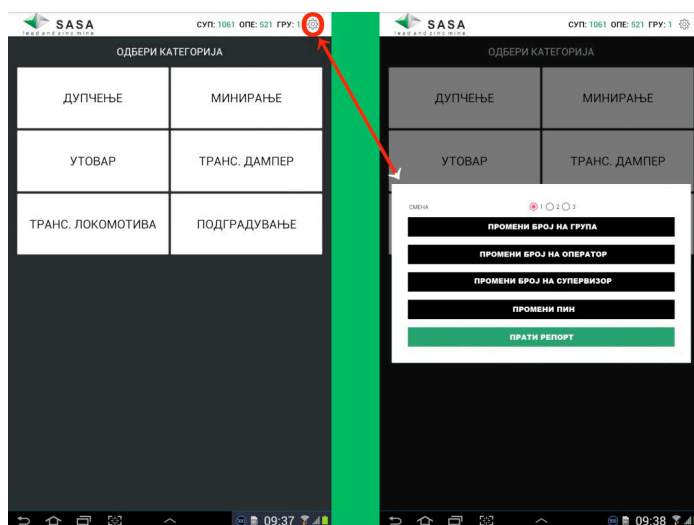 SASA
lead and zinc mine
СУП: 1061 ОПЕ: 521 ГРУ: 1
ОДБЕРИ КАТЕГОРИЈА
ДУПЧЕЊЕ
МИНИРАЊЕ
УТОВАР
ТРАНС. ДАМПЕР
ТРАНС. ЛОКОМОТИВА
ПОДГРАДУВАЊЕ
09:37
SASA
lead and zinc mine
СУП: 1061 ОПЕ: 521 ГРУ: 1
ОДБЕРИ КАТЕГОРИЈА
ДУПЧЕЊЕ
МИНИРАЊЕ
УТОВАР
ТРАНС. ДАМПЕР
СМЕНА 1 2 3
ПРОМЕНИ БРОЈ НА ГРУПА
ПРОМЕНИ БРОЈ НА ОПЕРАТОР
ПРОМЕНИ БРОЈ НА СУПЕРВИЗОР
ПРОМЕНИ ПИН
ПРАТИ РЕПОРТ
09:38